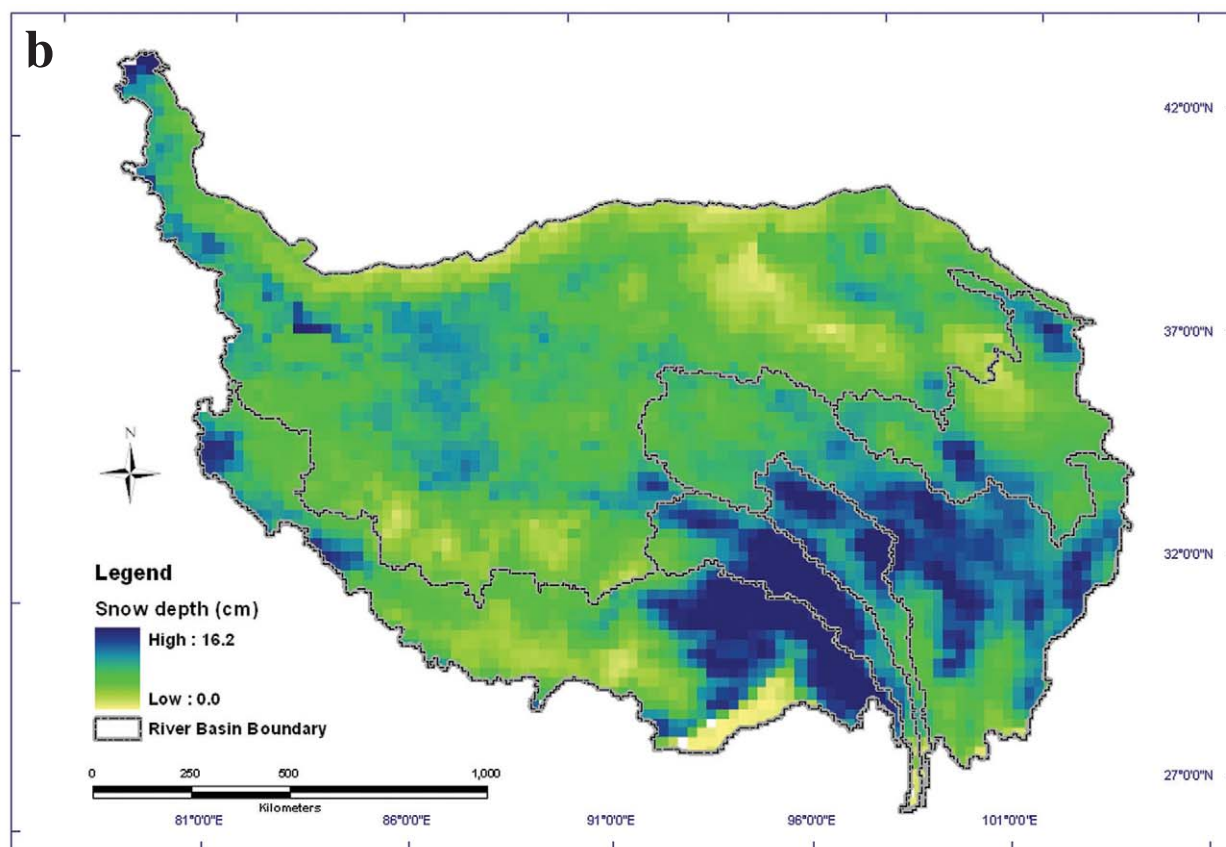 b
42°0'0"N
37°0'0"N
N
32°0'0"N
Legend
Snow depth (cm)
High : 16.2
Low : 0.0
River Basin Boundary
27°0'0"N
0 250 500 1,000
Kilometers
81°0'0"E 86°0'0"E 91°0'0"E 96°0'0"E 101°0'0"E